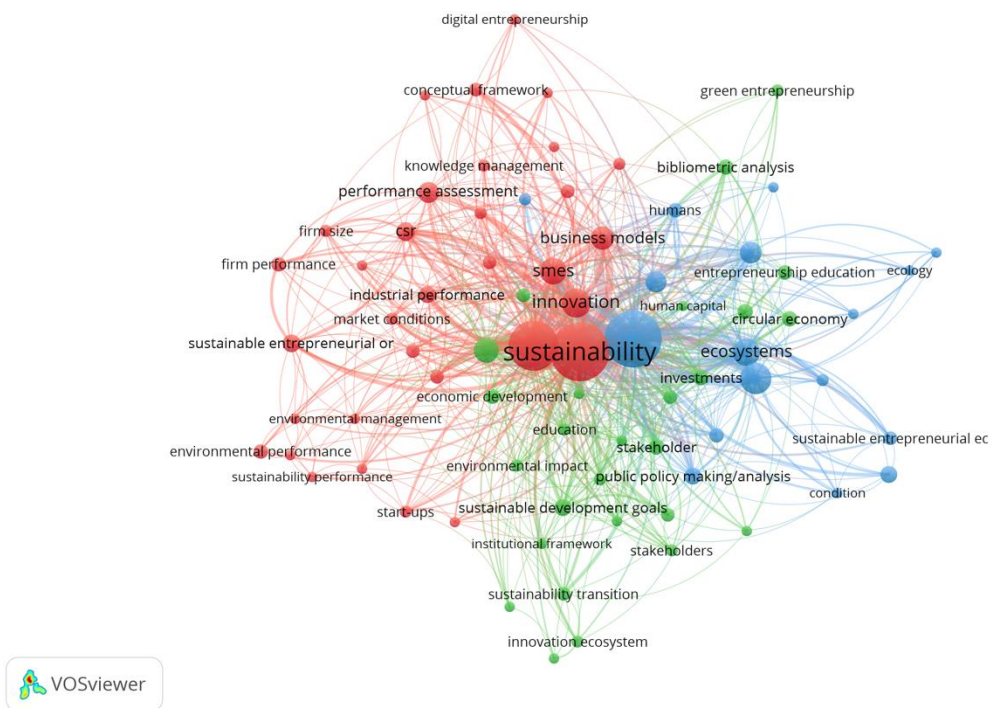 digital entrepreneurship
conceptual framework
green entrepreneurship
knowledge management
bibliometric analysis
performance assessment
humans
firm size
csr
business models
firm performance
smes
entrepreneurship education
ecology
industrial performance
innovation
human capital
market conditions
circular economy
sustainable entrepreneurial or
sustainability
ecosystems
investments
economic development
environmental management
education
sustainable entrepreneurial ec
environmental performance
stakeholder
environmental impact
sustainability performance
public policy making/analysis
condition
start-ups
sustainable development goals
institutional framework
stakeholders
sustainability transition
innovation ecosystem
VOSviewer